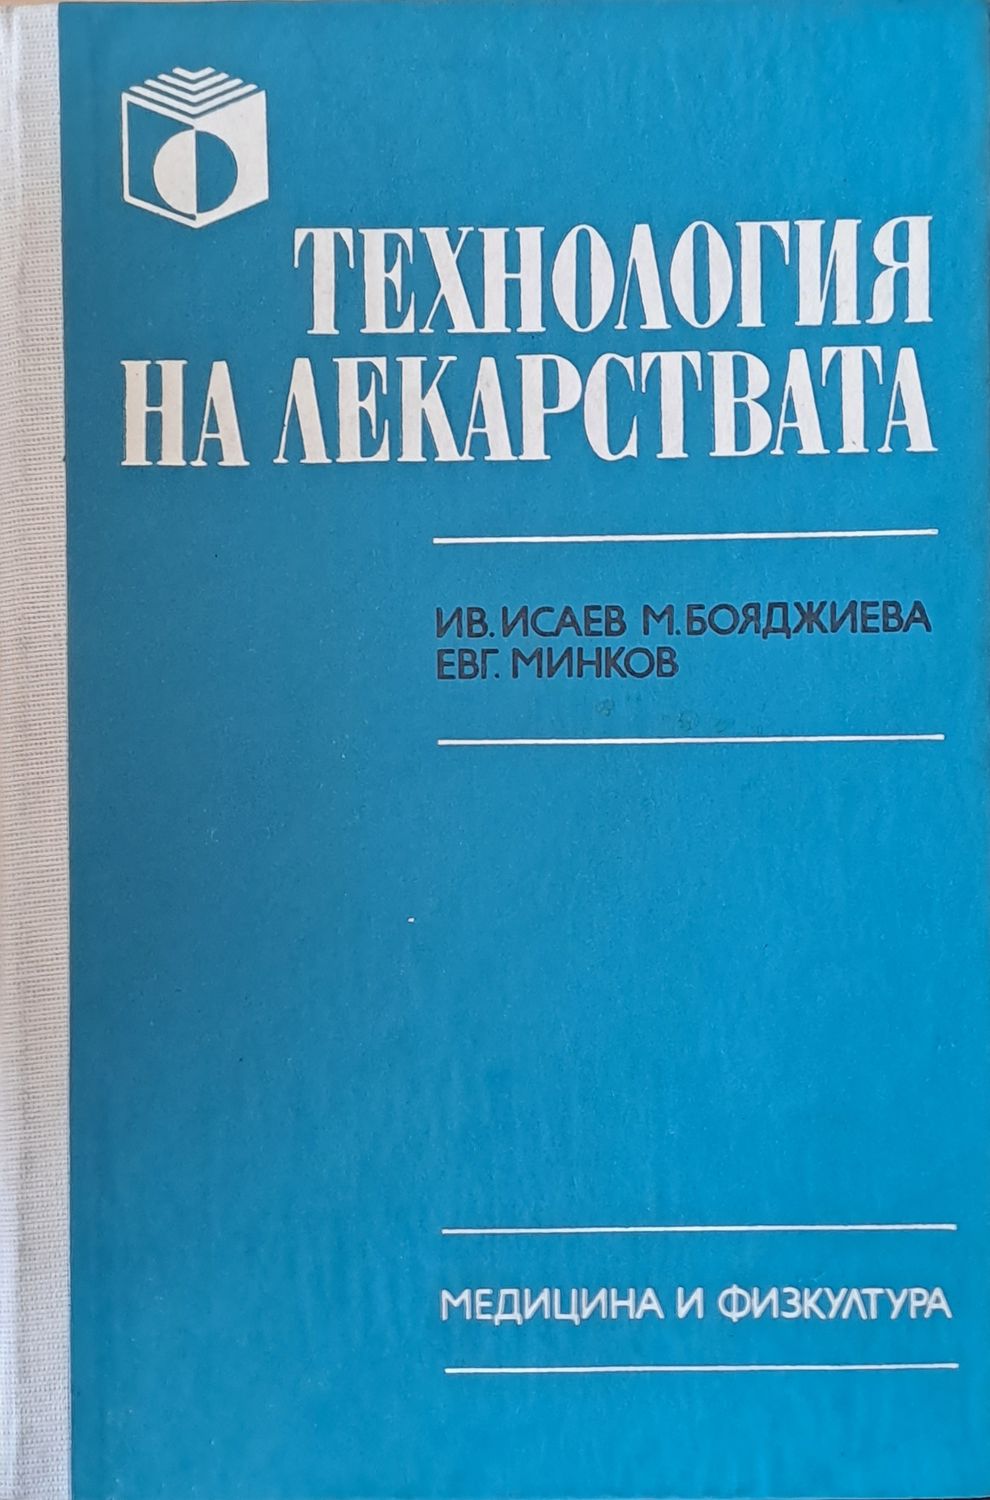 ТЕХНОЛОГИЯ
НА ЛЕКАРСТВАТА
ИВ. ИСАЕВ М. БОЯДЖИЕВА
ЕВГ. МИНКОВ
МЕДИЦИНА И ФИЗКУЛТУРА